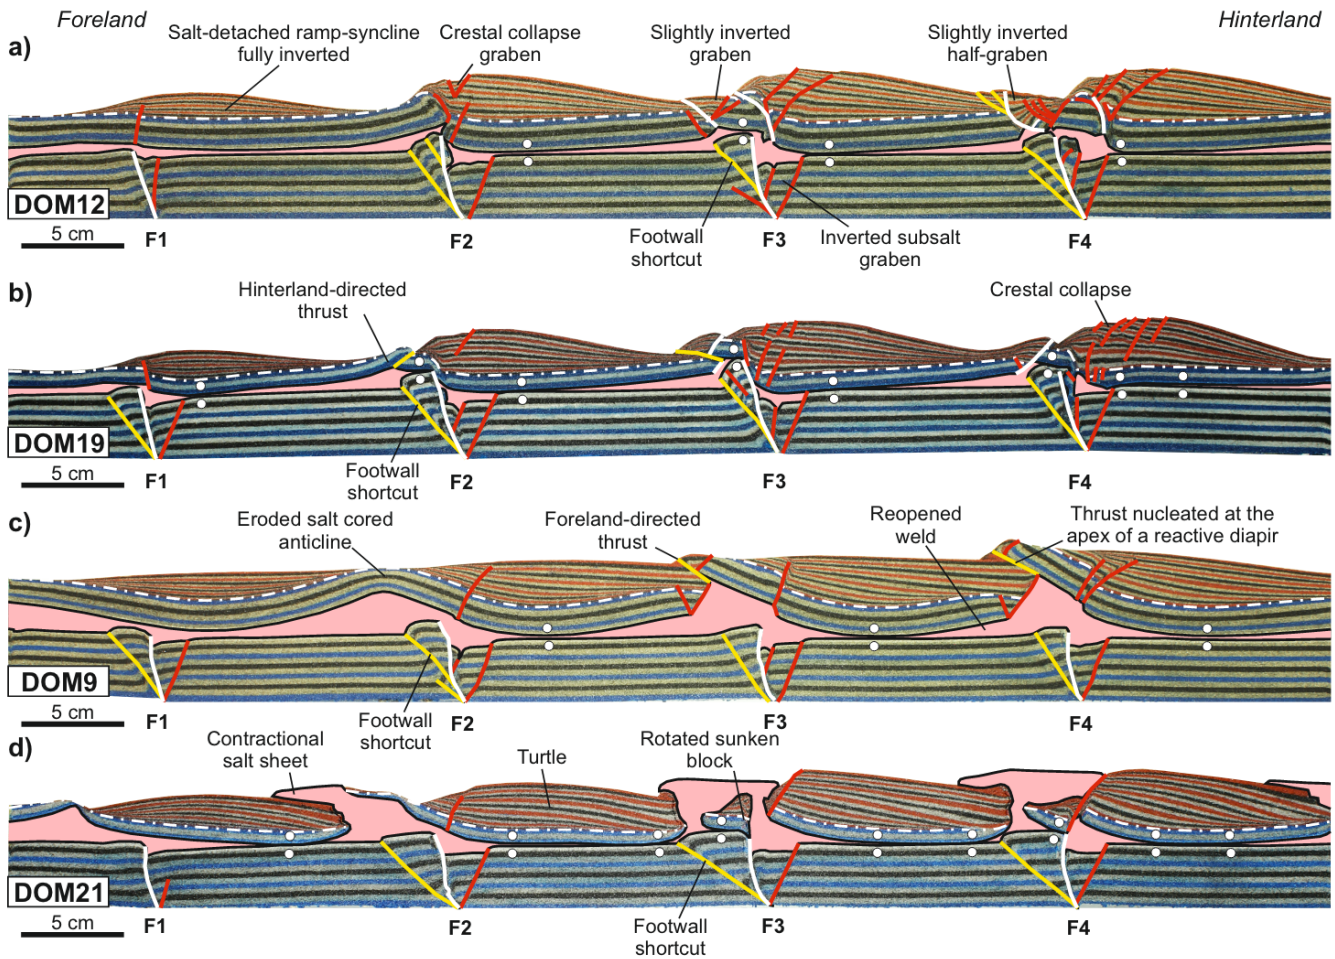 Foreland
Hinterland
a)
Salt-detached ramp-syncline
fully inverted
Crestal collapse
graben
Slightly inverted
graben
Slightly inverted
half-graben
DOM12
5 cm
F1
F2
Footwall
shortcut
F3
Inverted subsalt
graben
F4
b)
Hinterland-directed
thrust
Crestal collapse
DOM19
5 cm
F1
Footwall
shortcut
F2
F3
F4
c)
Eroded salt cored
anticline
Foreland-directed
thrust
Reopened
weld
Thrust nucleated at the
apex of a reactive diapir
DOM9
5 cm
F1
Footwall
shortcut
F2
F3
F4
d)
Contractional
salt sheet
Turtle
Rotated sunken
block
DOM21
5 cm
F1
F2
Footwall
shortcut
F3
F4